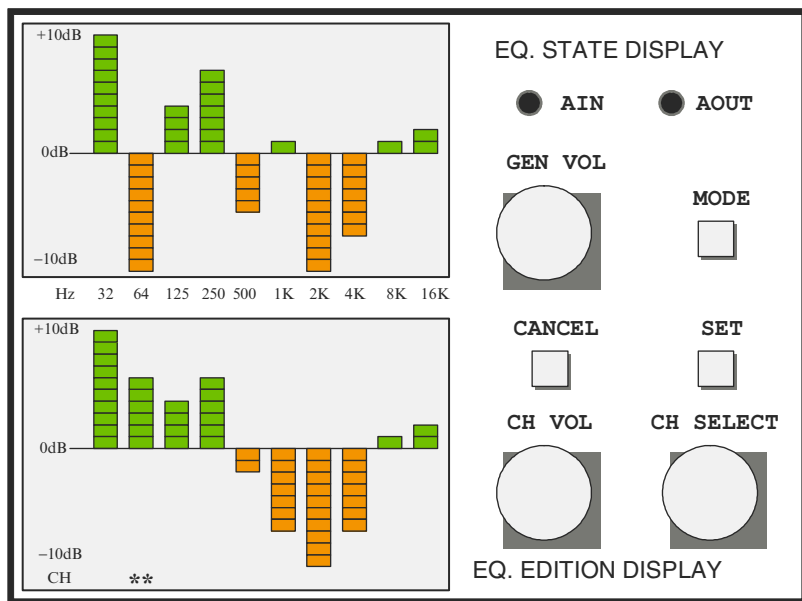 +10dB
0dB
−10dB
Hz 32 64 125 250 500 1K 2K 4K 8K 16K
+10dB
0dB
−10dB
CH **
EQ. STATE DISPLAY
AIN AOUT
GEN VOL
MODE
CANCEL SET
CH VOL CH SELECT
EQ. EDITION DISPLAY